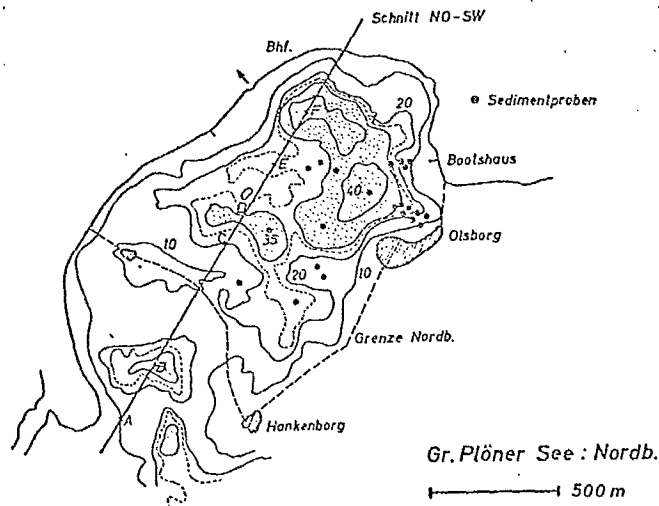 Schnitt NO-SW
Bhf.
20
Sedimentproben
Bootshaus
F
E
40
D
C
35
Olsborg
10
20
10
Grenze Nordb.
B
A
Hankenborg
Gr. Plöner See : Nordb.
500 m